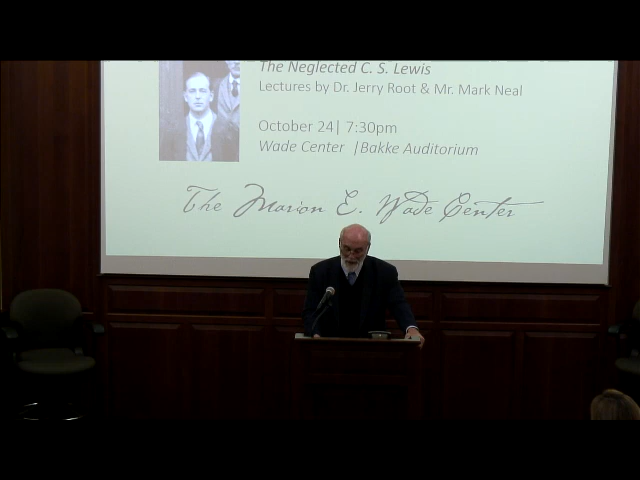 The Neglected C. S. Lewis
Lectures by Dr. Jerry Root & Mr. Mark Neal
October 24| 7:30pm
Wade Center |Bakke Auditorium
The Marion E. Wade Center